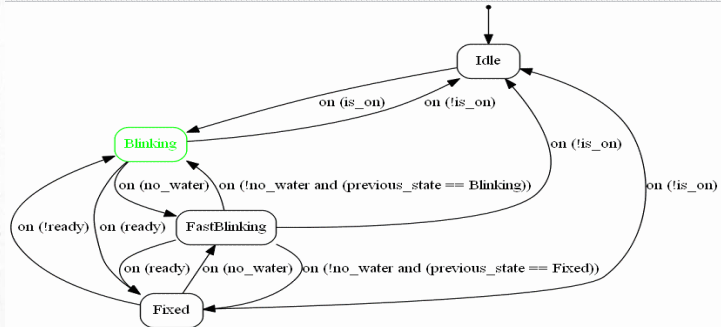 Idle
on (is_on)
on (!is_on)
Blinking
on (!is_on)
on (no_water)
on (!no_water and (previous_state == Blinking))
on (!is_on)
on (!ready)
on (ready)
FastBlinking
on (ready)
on (no_water)
on (!no_water and (previous_state == Fixed))
Fixed